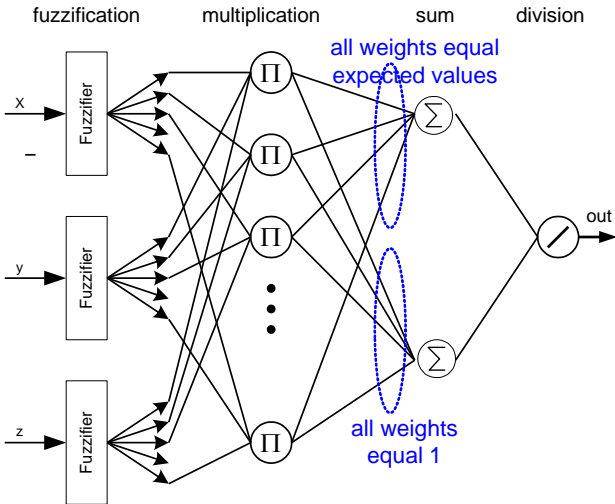 fuzzification multiplication sum division
all weights equal
expected values
X
Fuzzifier
Π
Σ
–
Π
out
y
Fuzzifier
Π
z
Fuzzifier
Σ
Π
all weights
equal 1